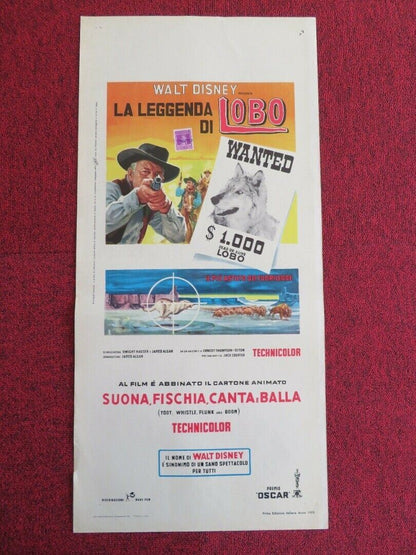 WALT DISNEY
LA LEGGENDA
DI LOBO
WANTED
$ 1.000
LOBO
TECHNICOLOR
AL FILM É ABBINATO IL CARTONE ANIMATO
SUONA, FISCHIA, CANTA E BALLA
(TOOT, WHISTLE, PLUNK AND BOOM)
TECHNICOLOR
IL NOME DI WALT DISNEY
È SINONIMO DI UN SANO SPETTACOLO
PER TUTTI
PREMIO
"OSCAR"